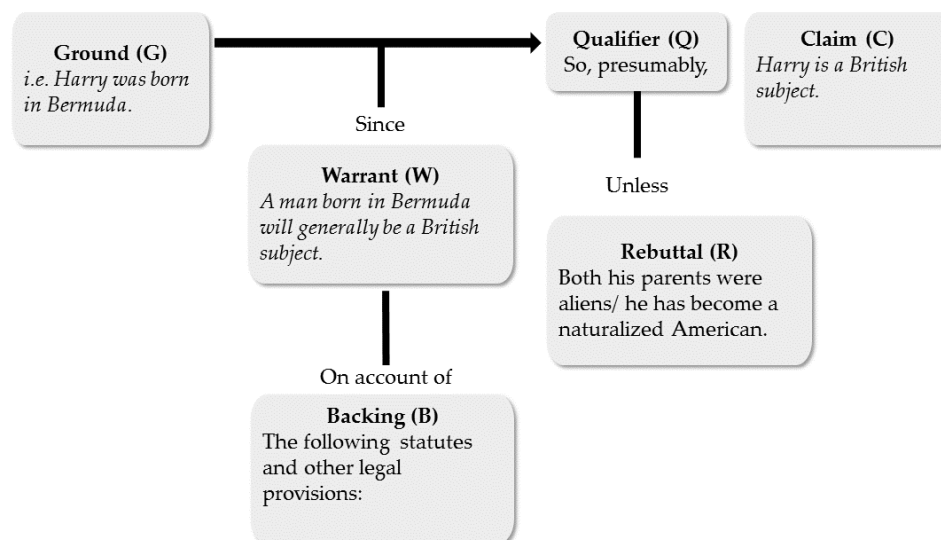 Ground (G)
i.e. Harry was born
in Bermuda.
Qualifier (Q)
So, presumably,
Claim (C)
Harry is a British
subject.
Since
Warrant (W)
A man born in Bermuda
will generally be a British
subject.
Unless
Rebuttal (R)
Both his parents were
aliens/ he has become a
naturalized American.
On account of
Backing (B)
The following statutes
and other legal
provisions: